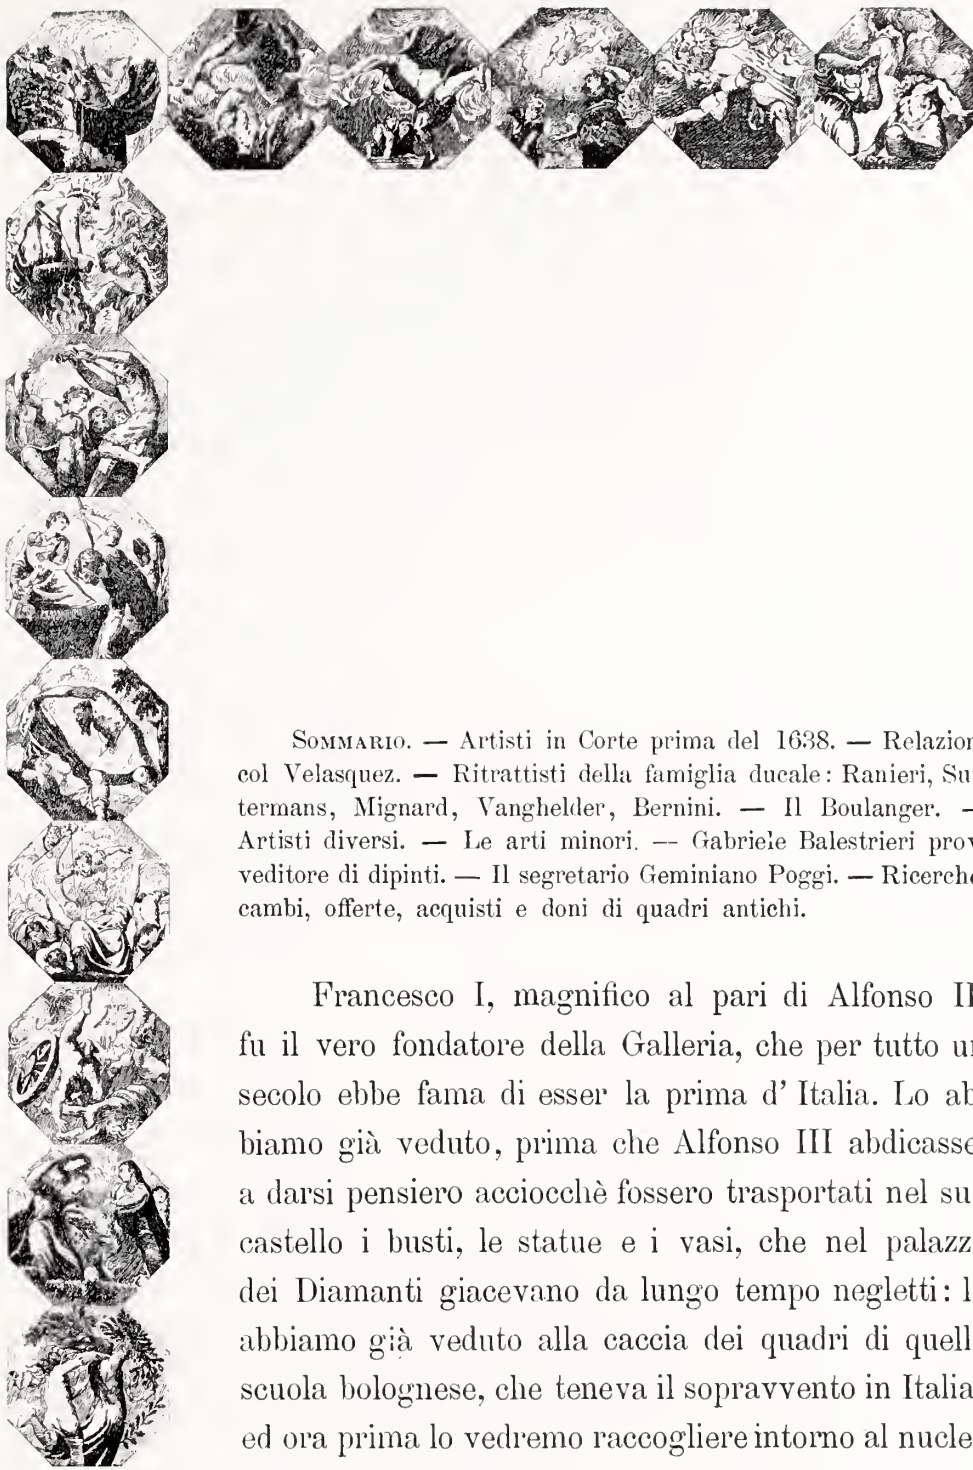 SOMMARIO. — Artisti in Corte prima del 1638. — Relazion
col Velasquez. — Ritrattisti della famiglia ducale: Ranieri, Su
termans, Mignard, Vanghelder, Bernini. — Il Boulanger. —
Artisti diversi. — Le arti minori. — Gabriele Balestrieri prov
veditore di dipinti. — Il segretario Geminiano Poggi. — Ricerche
cambi, offerte, acquisti e doni di quadri antichi.
Francesco I, magnifico al pari di Alfonso II
fu il vero fondatore della Galleria, che per tutto un
secolo ebbe fama di esser la prima d' Italia. Lo ab
biamo già veduto, prima che Alfonso III abdicasse
a darsi pensiero acciocchè fossero trasportati nel su
castello i busti, le statue e i vasi, che nel palazz
dei Diamanti giacevano da lungo tempo negletti: l
abbiamo già veduto alla caccia dei quadri di quell
scuola bolognese, che teneva il sopravvento in Italia
ed ora prima lo vedremo raccogliere intorno al nucle